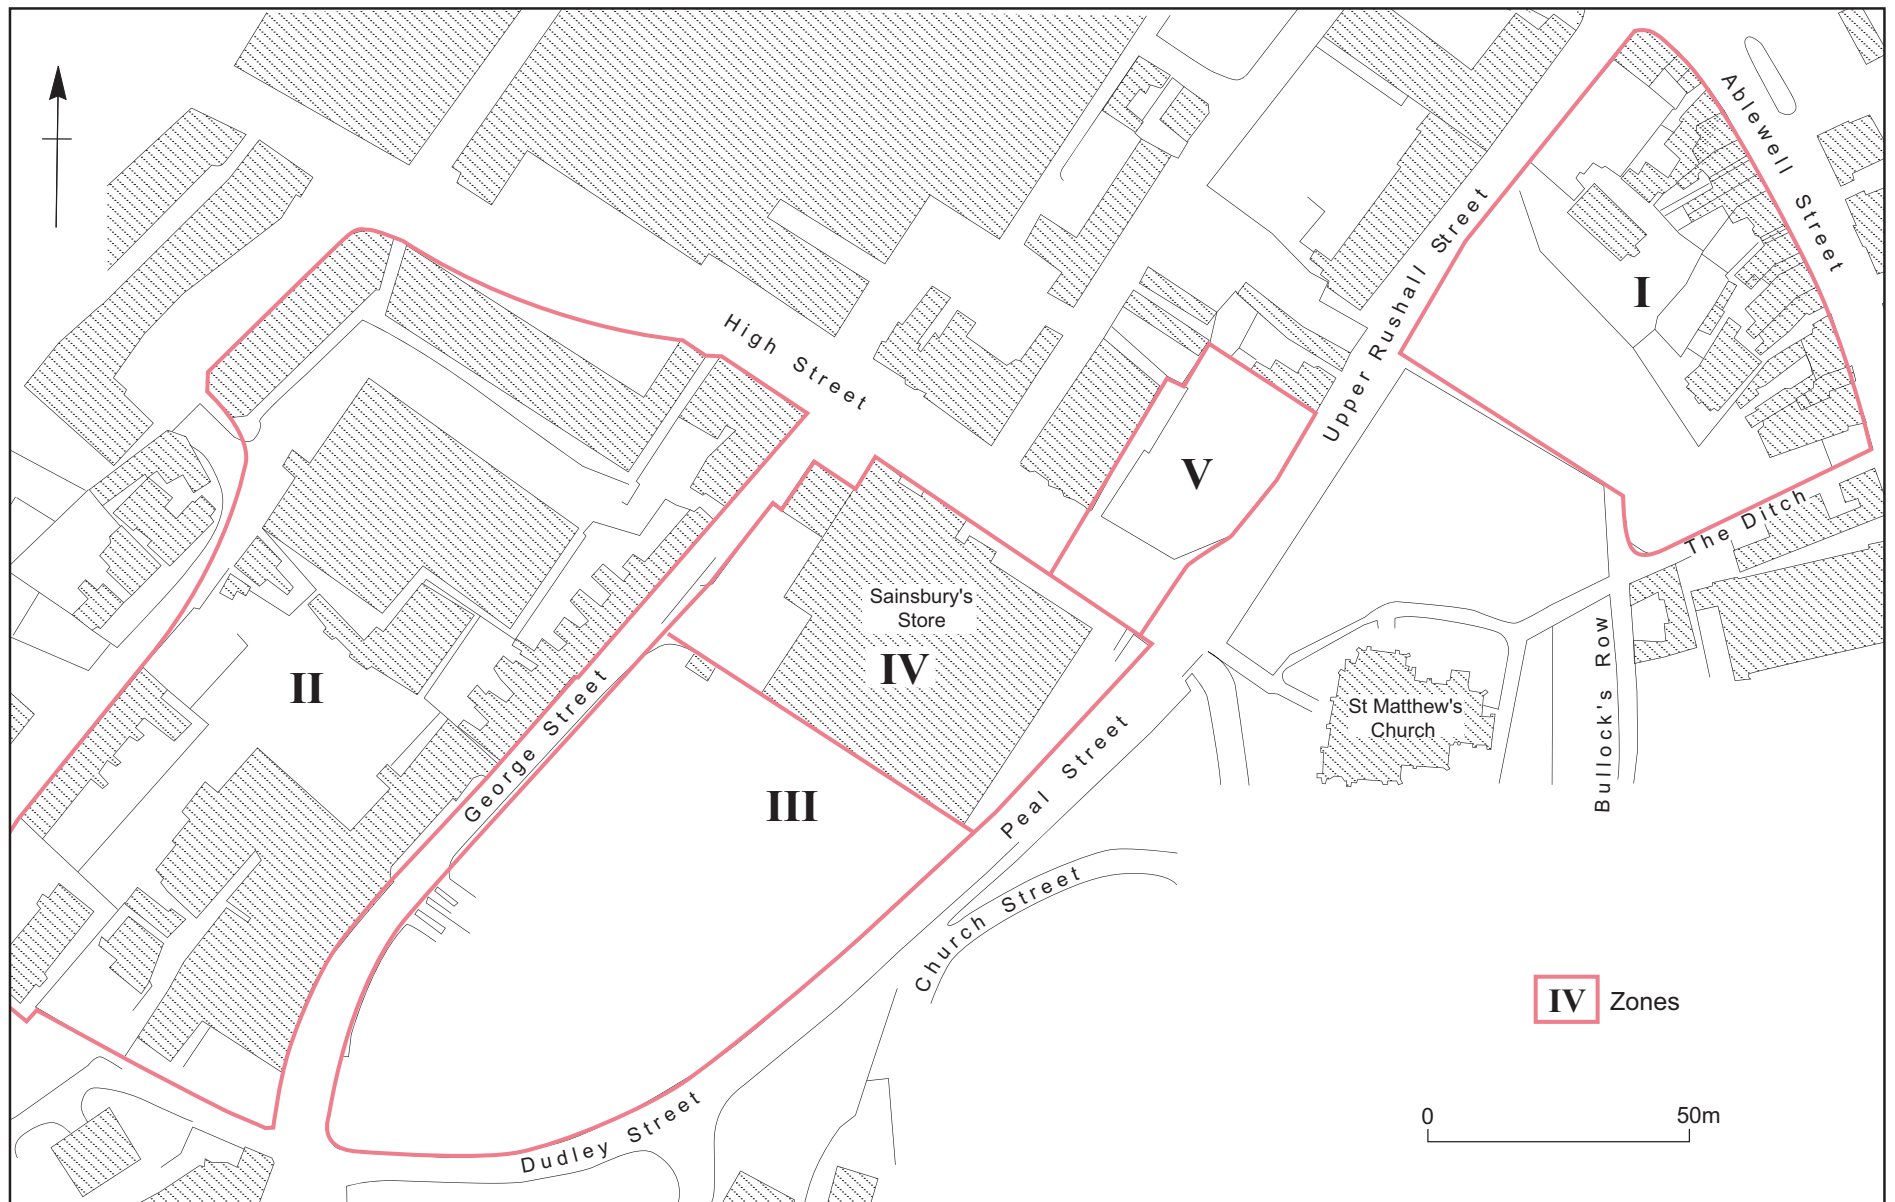 Ablewell Street
Upper Rushall Street
I
High Street
V
The Ditch
Sainsbury's
Store
IV
Bullock's Row
II
St Matthew's
Church
George Street
Peal Street
III
Church Street
IV Zones
Dudley Street
0 50m